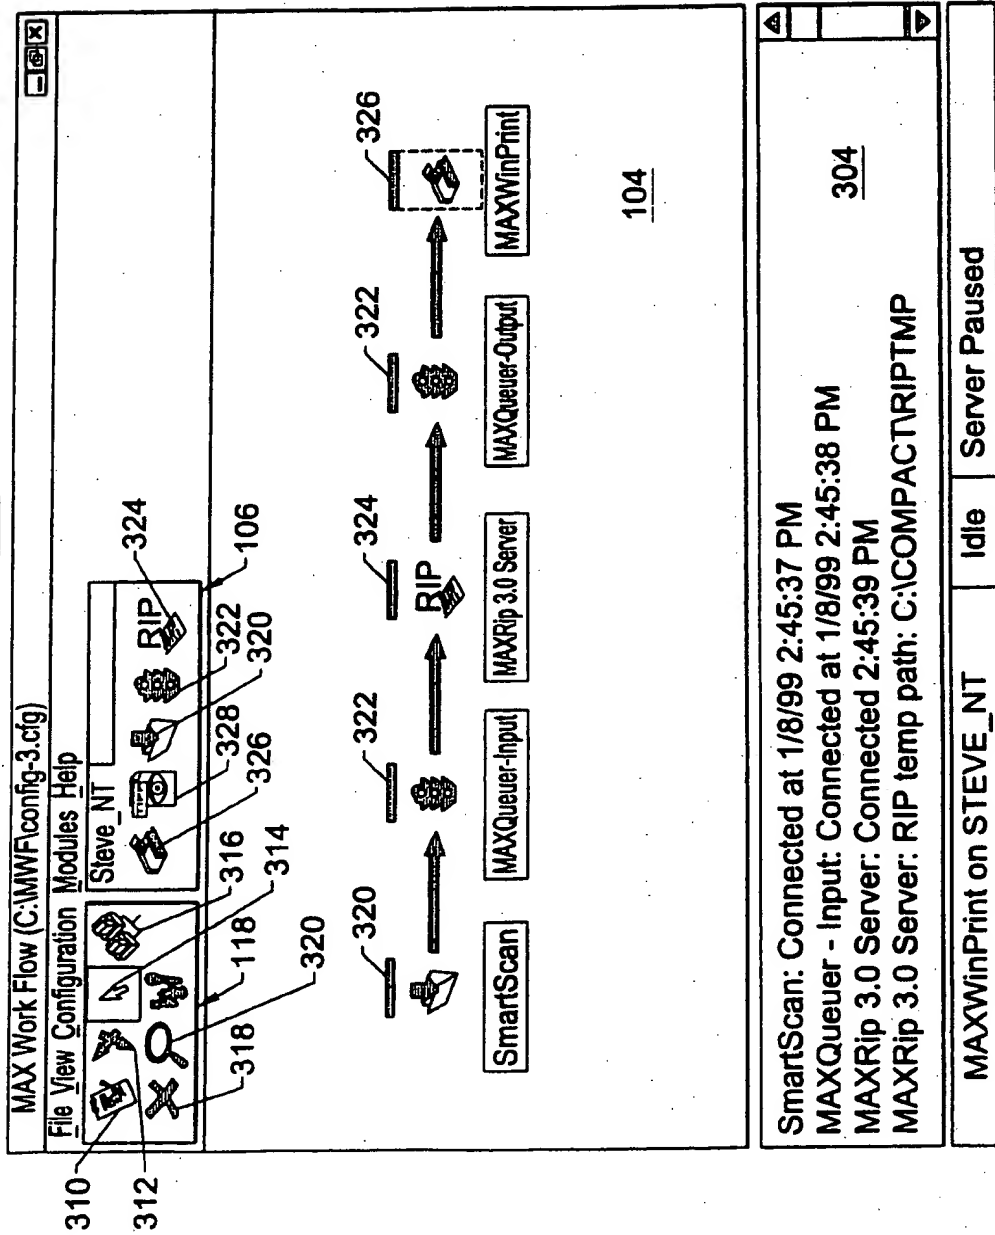 MAX Work Flow (C:\MWF\config-3.cfg)
File View Configuration Modules Help
Steve_NT
RIP
310
312
318
320
118
314
316
326
328
320
322
106
324
320
322
324
322
326
RIP
SmartScan
MAXQueuer-Input
MAXRip 3.0 Server
MAXQueuer-Output
MAXWinPrint
104
SmartScan: Connected at 1/8/99 2:45:37 PM
MAXQueuer - Input: Connected at 1/8/99 2:45:38 PM
MAXRip 3.0 Server: Connected 2:45:39 PM
MAXRip 3.0 Server: RIP temp path: C:\COMPACT\RIPTMP
304
MAXWinPrint on STEVE_NT
Idle
Server Paused